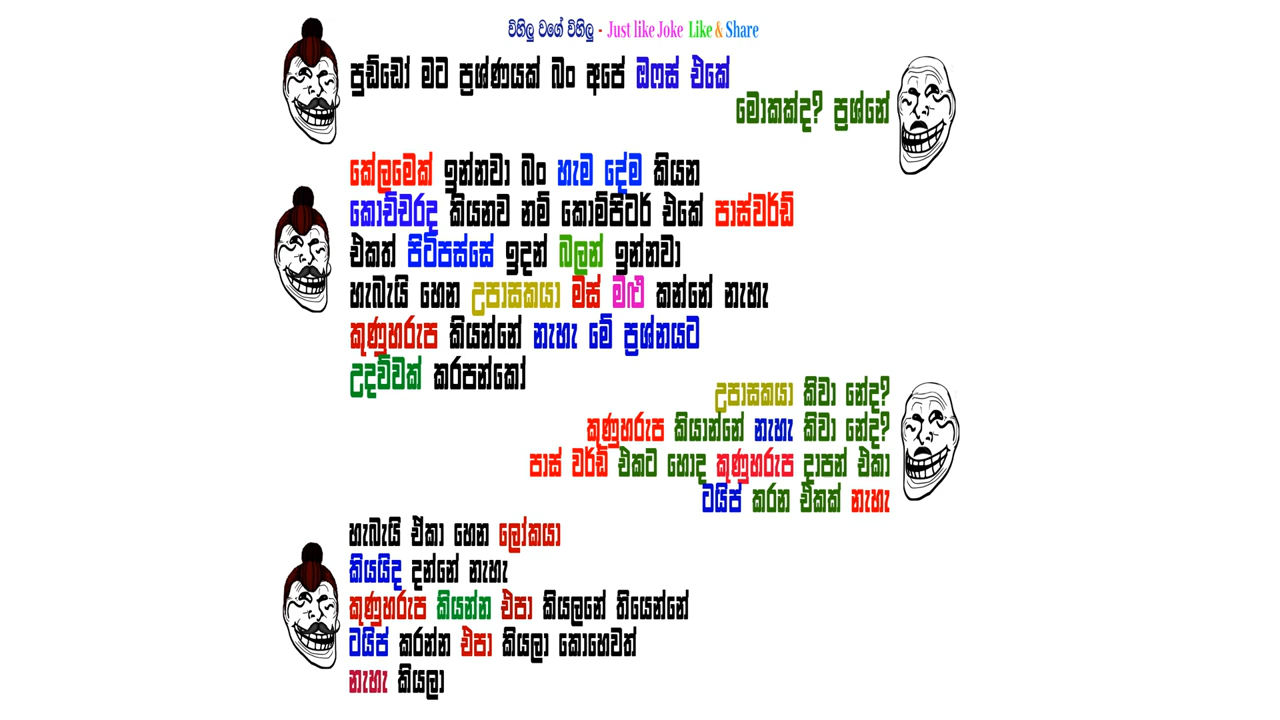 විහිලු වගේ විහිලු - Just like Joke Like & Share
පුඩ්ඩෝ මට ප්‍රශ්ණයක් බං අපේ ඔෆස් එකේ
මොකක්ද? ප්‍රශ්නේ
කේලමෙක් ඉන්නවා බං හැම දේම කියන
කොච්චරද කියනව නම් කොම්පිටර් එකේ පාස්වර්ඩ්
එකත් පිටිපස්සේ ඉදන් බලන් ඉන්නවා
හැබැයි හෙන උපාසකයා මස් මළු කන්නේ නැහැ
කුණුහරුප කියන්නේ නැහැ මේ ප්‍රශ්නයට
උදව්වක් කරපන්කෝ
උපාසකයා කිවා නේද?
කුණුහරුප කියාන්නේ නැහැ කිවා නේද?
පාස් වර්ඩ් එකට හොද කුණුහරුප දාපන් එකා
ටයිප් කරන එකක් නැහැ
හැබැයි ඒකා හෙන ලෝකයා
කියයිද දන්නේ නැහැ
කුණුහරුප කියන්න එපා කියලනේ තියෙන්නේ
ටයිප් කරන්න එපා කියලා කොහෙවත්
නැහැ කියලා